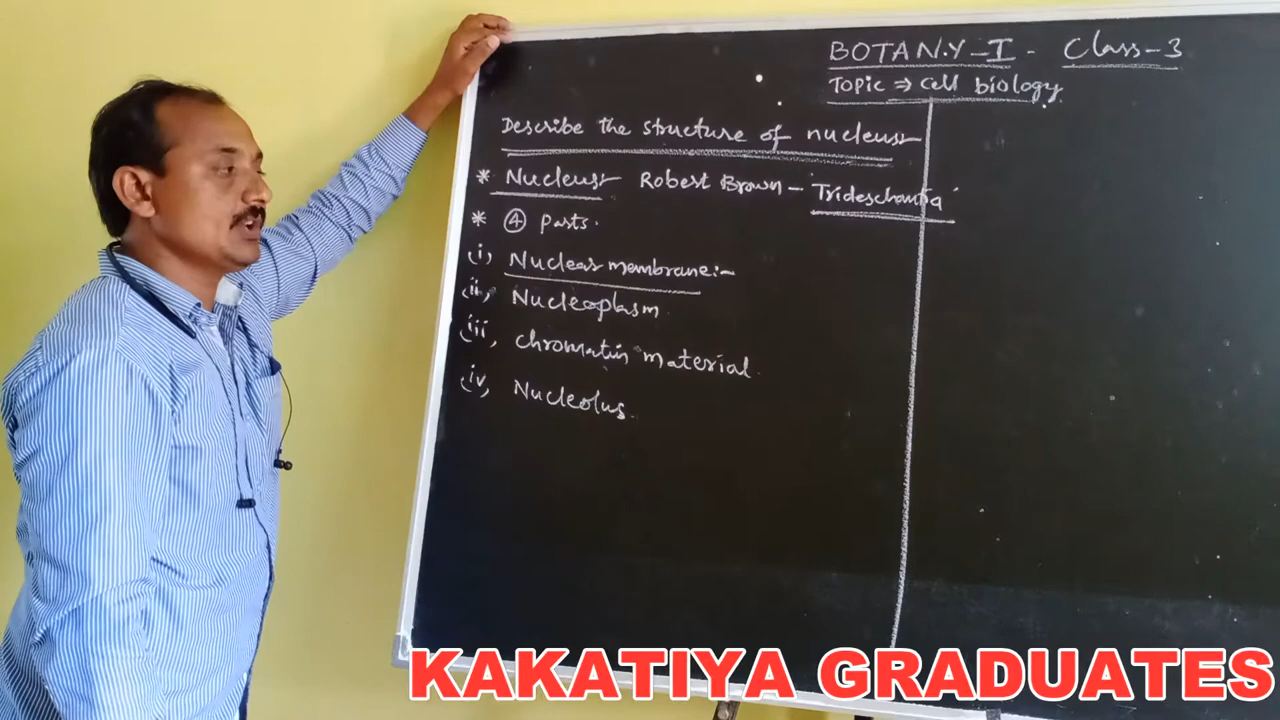 BOTANY-I - Class-3
Topic ⇒ Cell biology
Describe the structure of nucleus:-
* Nucleus:- Robert Brown - Trideschantia
* ④ Parts.
i, Nuclear membrane:-
ii, Nucleoplasm
iii, chromatin material.
iv, Nucleolus.
KAKATIYA GRADUATES